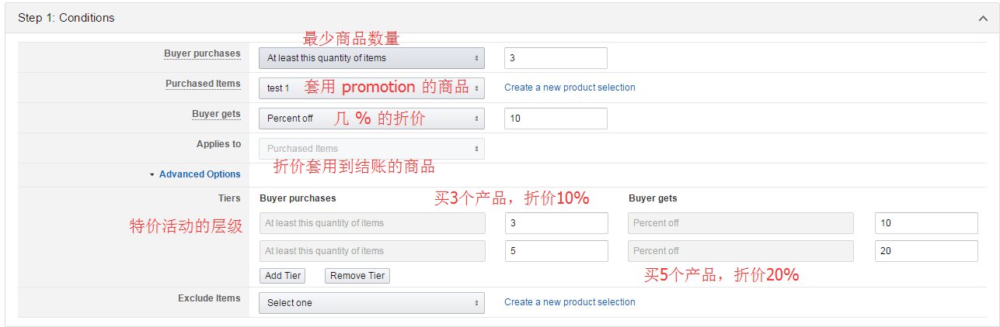 Step 1: Conditions
最少商品数量
Buyer purchases At least this quantity of items 3
Purchased Items test 1 套用 promotion 的商品 Create a new product selection
Buyer gets Percent off 几 % 的折价 10
Applies to Purchased Items
折价套用到结账的商品
Advanced Options
Tiers Buyer purchases 买3个产品，折价10% Buyer gets
特价活动的层级 At least this quantity of items 3 Percent off 10
At least this quantity of items 5 Percent off 20
Add Tier Remove Tier 买5个产品，折价20%
Exclude Items Select one Create a new product selection